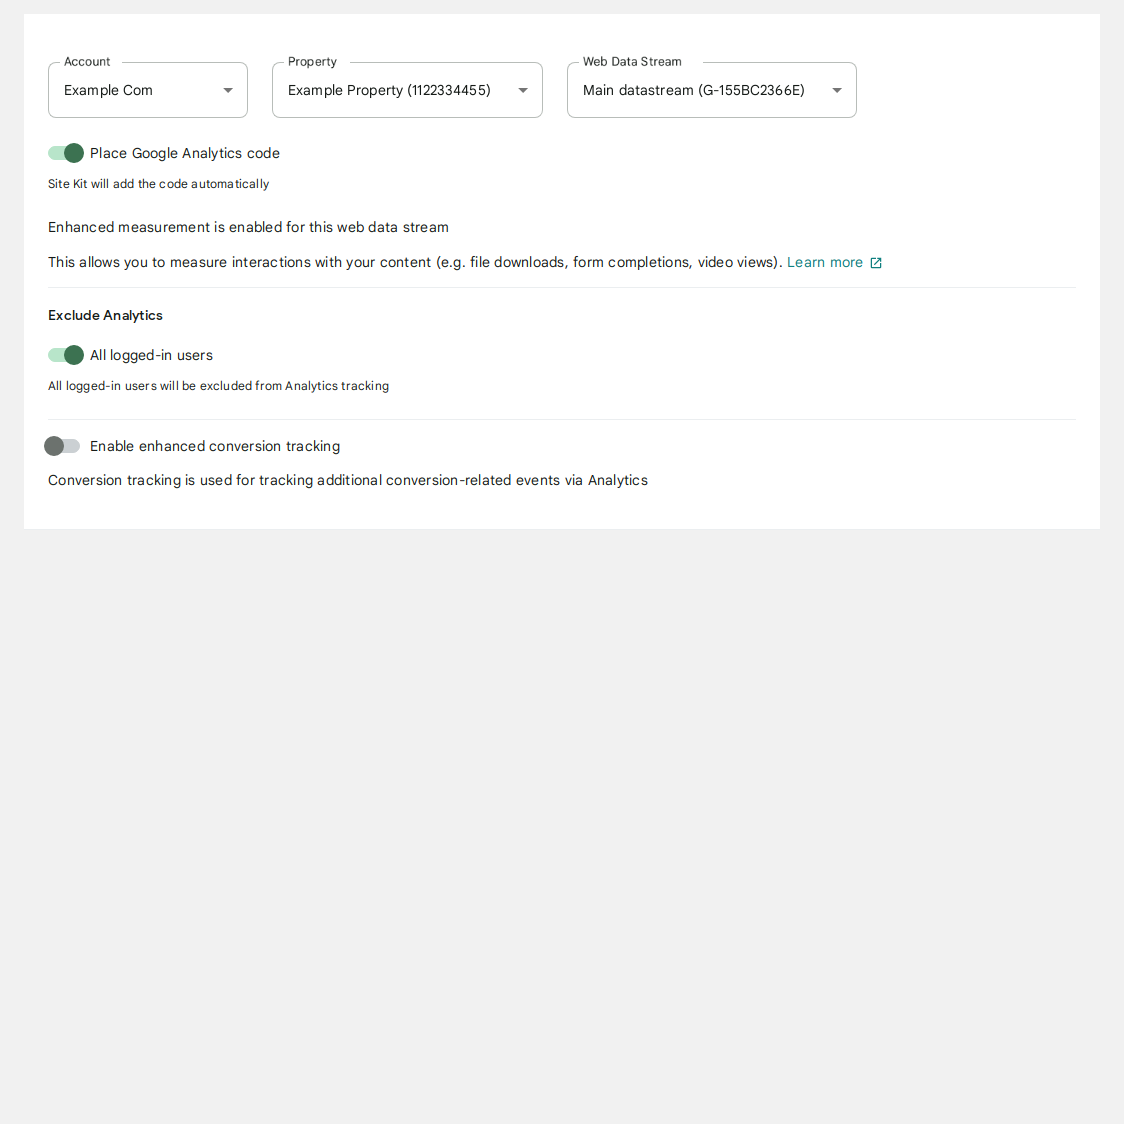 Account
Property
Web Data Stream
Example Com
Example Property (1122334455)
Main datastream (G-155BC2366E)
Place Google Analytics code
Site Kit will add the code automatically
Enhanced measurement is enabled for this web data stream
This allows you to measure interactions with your content (e.g. file downloads, form completions, video views). Learn more
Exclude Analytics
All logged-in users
All logged-in users will be excluded from Analytics tracking
Enable enhanced conversion tracking
Conversion tracking is used for tracking additional conversion-related events via Analytics